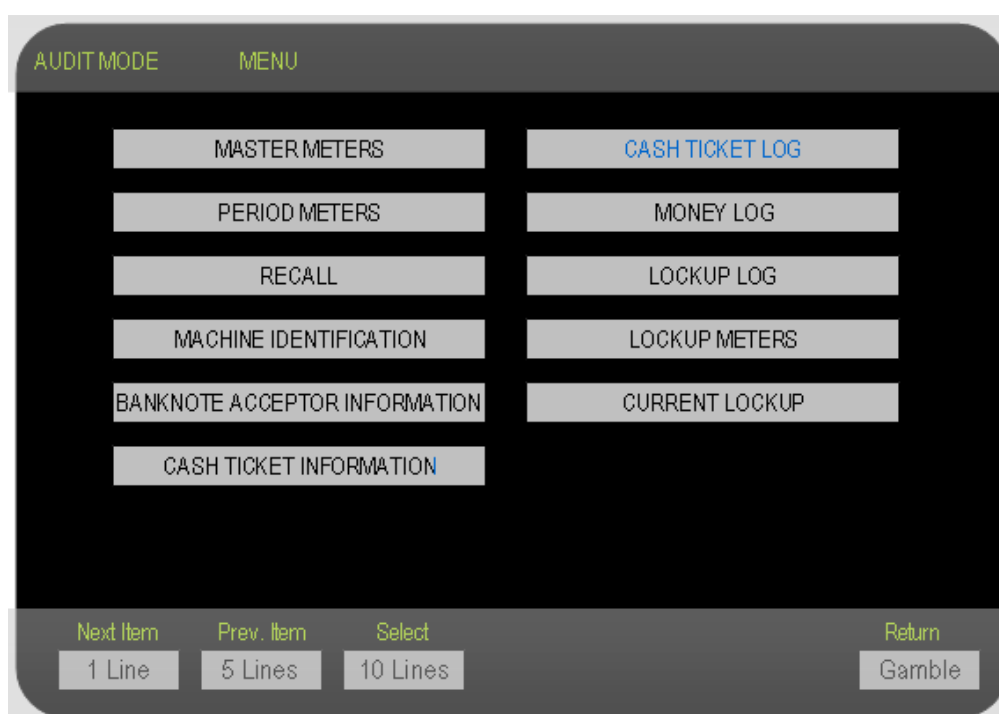 AUDIT MODE MENU
MASTER METERS
PERIOD METERS
RECALL
MACHINE IDENTIFICATION
BANKNOTE ACCEPTOR INFORMATION
CASH TICKET INFORMATION
CASH TICKET LOG
MONEY LOG
LOCKUP LOG
LOCKUP METERS
CURRENT LOCKUP
Next Item Prev. Item Select Return
1 Line 5 Lines 10 Lines Gamble